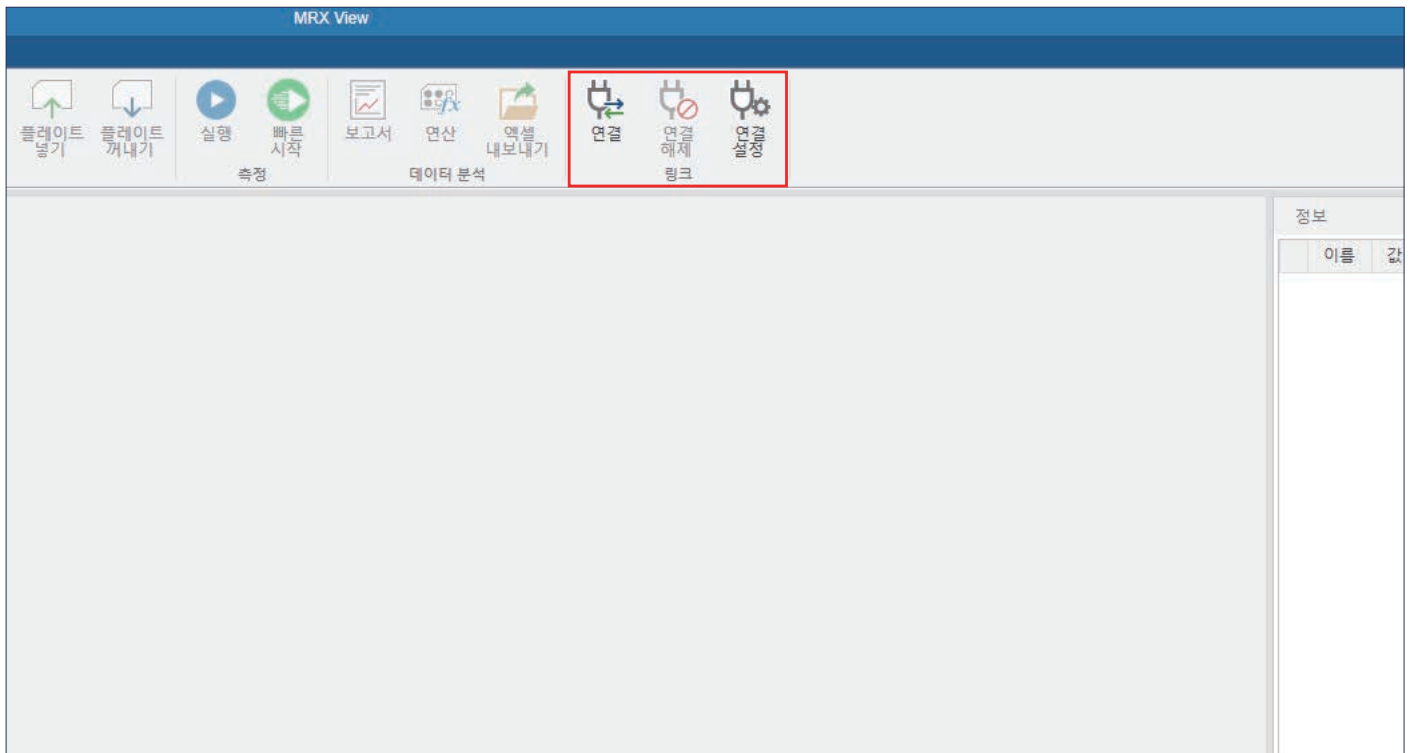 MRX View
플레이트
넣기
플레이트
꺼내기
실행
빠른
시작
측정
보고서
연산
엑셀
내보내기
데이터 분석
연결
연결
해제
연결
설정
링크
정보
이름 값